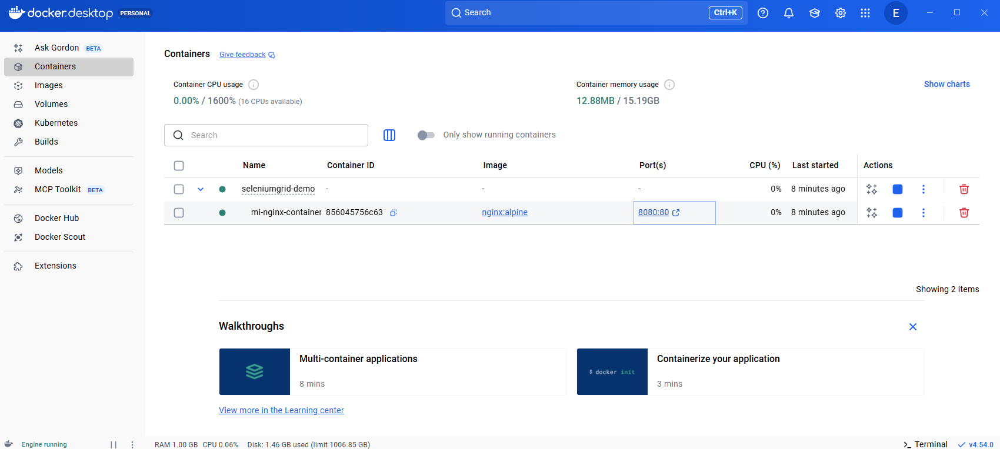 docker.desktop PERSONAL
Search Ctrl+K
E
Ask Gordon BETA
Containers
Images
Volumes
Kubernetes
Builds
Models
MCP Toolkit BETA
Docker Hub
Docker Scout
Extensions
Containers Give feedback
Container CPU usage
0.00% / 1600% (16 CPUs available)
Container memory usage
12.88MB / 15.19GB
Show charts
Search
Only show running containers
Name Container ID Image Port(s) CPU (%) Last started Actions
seleniumgrid-demo - - - 0% 8 minutes ago
mi-nginx-container 856045756c63 nginx:alpine 8080:80 0% 8 minutes ago
Showing 2 items
Walkthroughs
Multi-container applications
8 mins
$ docker init
Containerize your application
3 mins
View more in the Learning center
Engine running
RAM 1.00 GB CPU 0.06% Disk: 1.46 GB used (limit 1006.85 GB)
>_ Terminal
v4.54.0